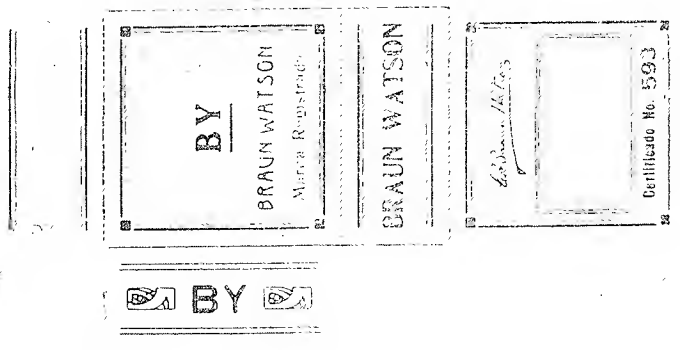 BY
BRAUN WATSON
Marca Registrada
BRAUN WATSON
Certificado No. 593
BY